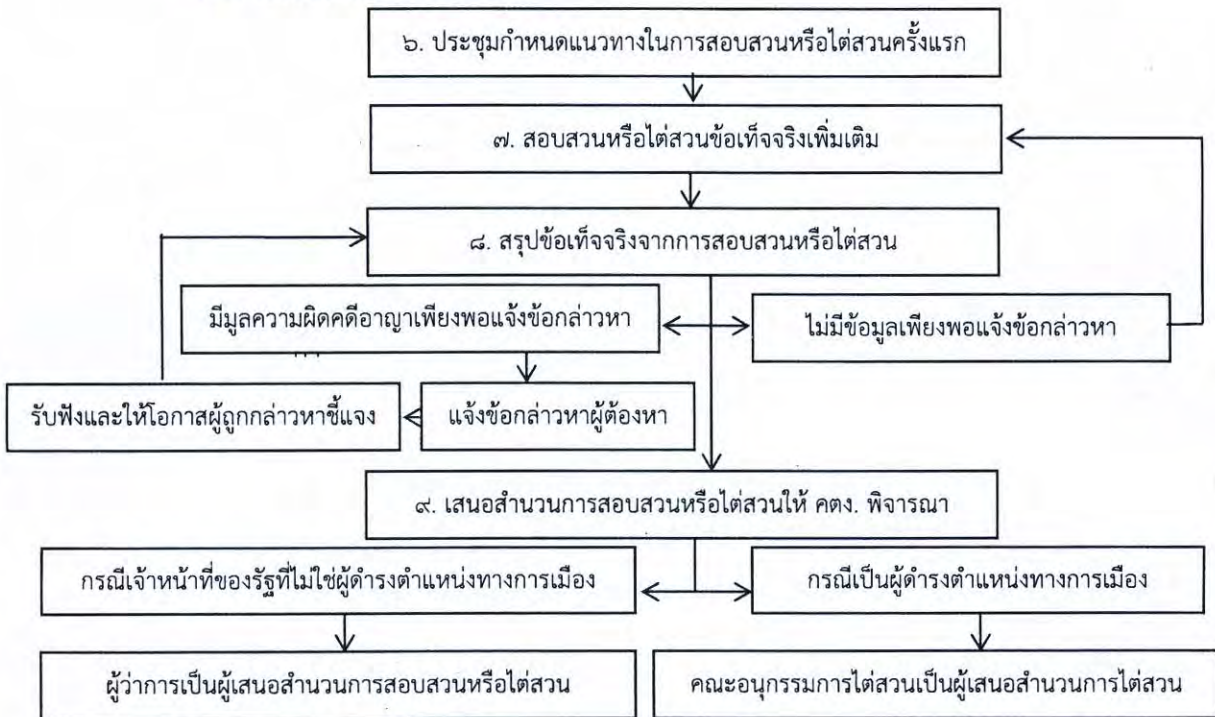 ๖. ประชุมกำหนดแนวทางในการสอบสวนหรือไต่สวนครั้งแรก
๗. สอบสวนหรือไต่สวนข้อเท็จจริงเพิ่มเติม
๘. สรุปข้อเท็จจริงจากการสอบสวนหรือไต่สวน
มีมูลความผิดคดีอาญาเพียงพอแจ้งข้อกล่าวหา
ไม่มีข้อมูลเพียงพอแจ้งข้อกล่าวหา
รับฟังและให้โอกาสผู้ถูกกล่าวหาชี้แจง
แจ้งข้อกล่าวหาผู้ต้องหา
๙. เสนอสำนวนการสอบสวนหรือไต่สวนให้ คตง. พิจารณา
กรณีเจ้าหน้าที่ของรัฐที่ไม่ใช่ผู้ดำรงตำแหน่งทางการเมือง
กรณีเป็นผู้ดำรงตำแหน่งทางการเมือง
ผู้ว่าการเป็นผู้เสนอสำนวนการสอบสวนหรือไต่สวน
คณะอนุกรรมการไต่สวนเป็นผู้เสนอสำนวนการไต่สวน